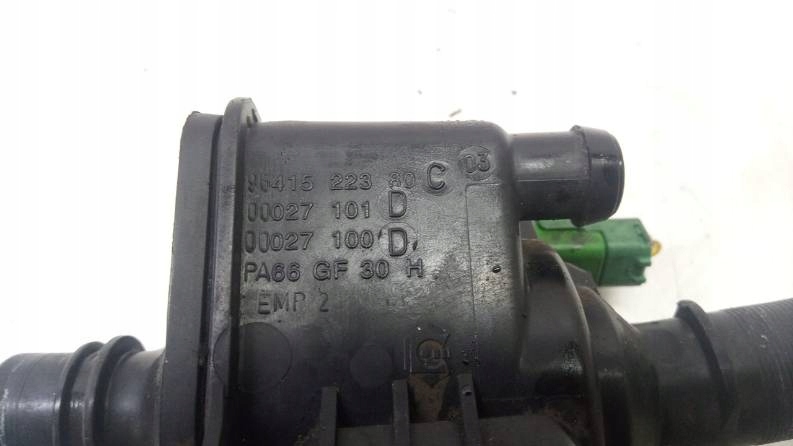 96415 223 80 C 03
00027 101 D
00027 100 D
PA66 GF 30 H
EMP 2